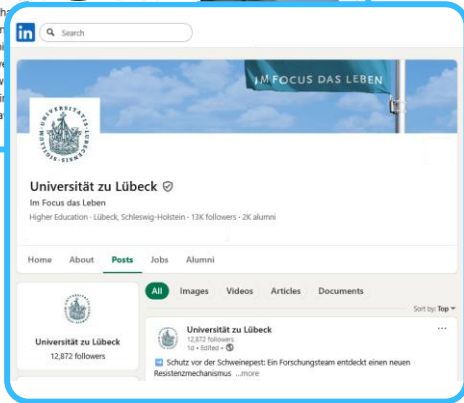 in
Search
IM FOCUS DAS LEBEN
Universität zu Lübeck
Im Focus das Leben
Higher Education · Lübeck, Schleswig-Holstein · 13K followers · 2K alumni
Home About Posts Jobs Alumni
Universität zu Lübeck
12,872 followers
All Images Videos Articles Documents
Sort by: Top
Universität zu Lübeck
12,872 followers
1d • Edited •
Schutz vor der Schweinepest: Ein Forschungsteam entdeckt einen neuen
Resistenzmechanismus ...more